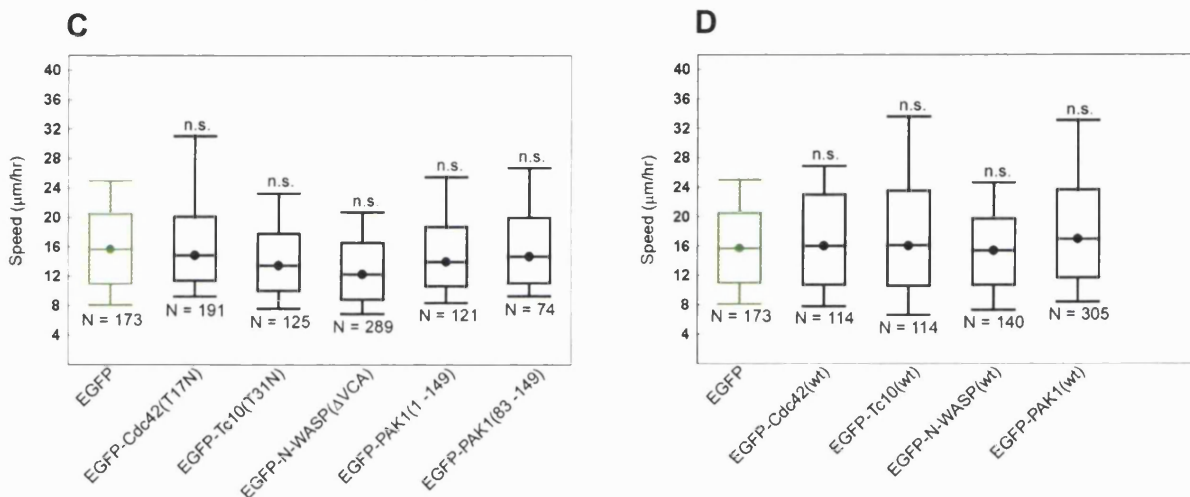 C
Speed (µm/hr)
40
36
32
28
24
20
16
12
8
4
n.s.
n.s.
n.s.
n.s.
n.s.
N = 173
N = 191
N = 125
N = 289
N = 121
N = 74
EGFP
EGFP-Cdc42(T17N)
EGFP-Tc10(T31N)
EGFP-N-WASP(ΔVCA)
EGFP-PAK1(1 -149)
EGFP-PAK1(83 -149)
D
Speed (µm/hr)
40
36
32
28
24
20
16
12
8
4
n.s.
n.s.
n.s.
n.s.
N = 173
N = 114
N = 114
N = 140
N = 305
EGFP
EGFP-Cdc42(wt)
EGFP-Tc10(wt)
EGFP-N-WASP(wt)
EGFP-PAK1(wt)